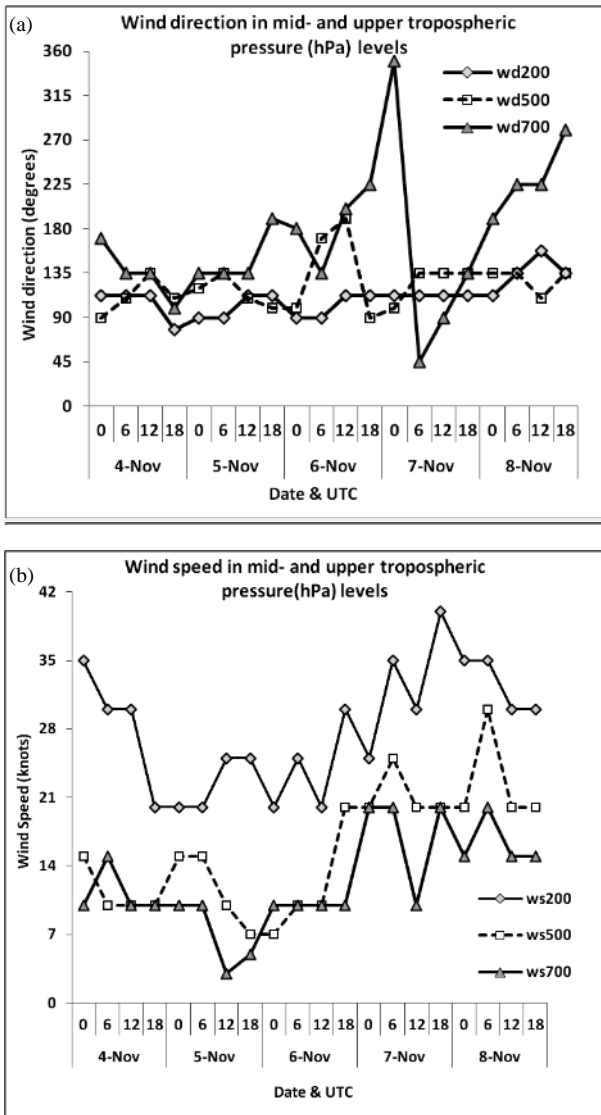 (a)
Wind direction in mid- and upper tropospheric
pressure (hPa) levels
360
315
270
225
180
135
90
45
0
Wind direction (degrees)
wd200
wd500
wd700
0 6 12 18 0 6 12 18 0 6 12 18 0 6 12 18 0 6 12 18
4-Nov 5-Nov 6-Nov 7-Nov 8-Nov
Date & UTC
(b)
Wind speed in mid- and upper tropospheric
pressure(hPa) levels
42
35
28
21
14
7
0
Wind Speed (knots)
ws200
ws500
ws700
0 6 12 18 0 6 12 18 0 6 12 18 0 6 12 18 0 6 12 18
4-Nov 5-Nov 6-Nov 7-Nov 8-Nov
Date & UTC